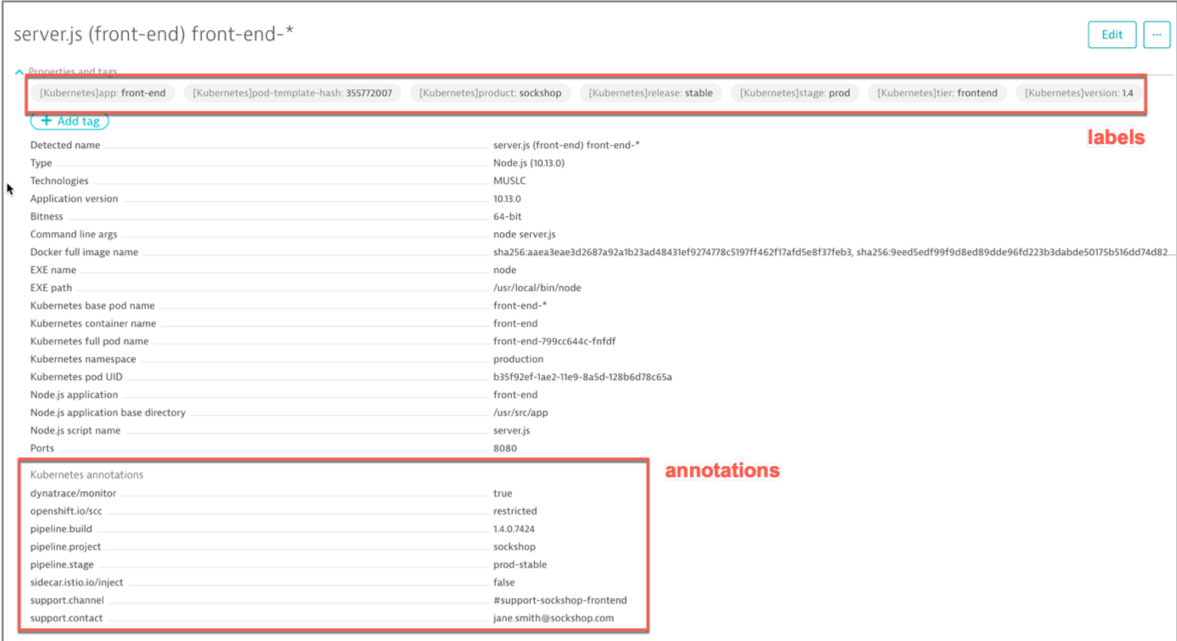 server.js (front-end) front-end-*
Edit
...
Properties and tags
[Kubernetes]app: front-end [Kubernetes]pod-template-hash: 355772007 [Kubernetes]product: sockshop [Kubernetes]release: stable [Kubernetes]stage: prod [Kubernetes]tier: frontend [Kubernetes]version: 1.4
+ Add tag
labels
Detected name server.js (front-end) front-end-*
Type Node.js (10.13.0)
Technologies MUSLC
Application version 10.13.0
Bitness 64-bit
Command line args node server.js
Docker full image name sha256:aaea3eae3d2687a92a1b23ad48431ef9274778c5197ff462f17afd5e8f37feb3, sha256:9eed5edf99f9d8ed89dde96fd223b3dabde50175b516dd74d82...
EXE name node
EXE path /usr/local/bin/node
Kubernetes base pod name front-end-*
Kubernetes container name front-end
Kubernetes full pod name front-end-799cc644c-fnfdf
Kubernetes namespace production
Kubernetes pod UID b35f92ef-1ae2-11e9-8a5d-128b6d78c65a
Node.js application front-end
Node.js application base directory /usr/src/app
Node.js script name server.js
Ports 8080
annotations
Kubernetes annotations
dynatrace/monitor true
openshift.io/scc restricted
pipeline.build 1.4.0.7424
pipeline.project sockshop
pipeline.stage prod-stable
sidecar.istio.io/inject false
support.channel #support-sockshop-frontend
support.contact jane.smith@sockshop.com